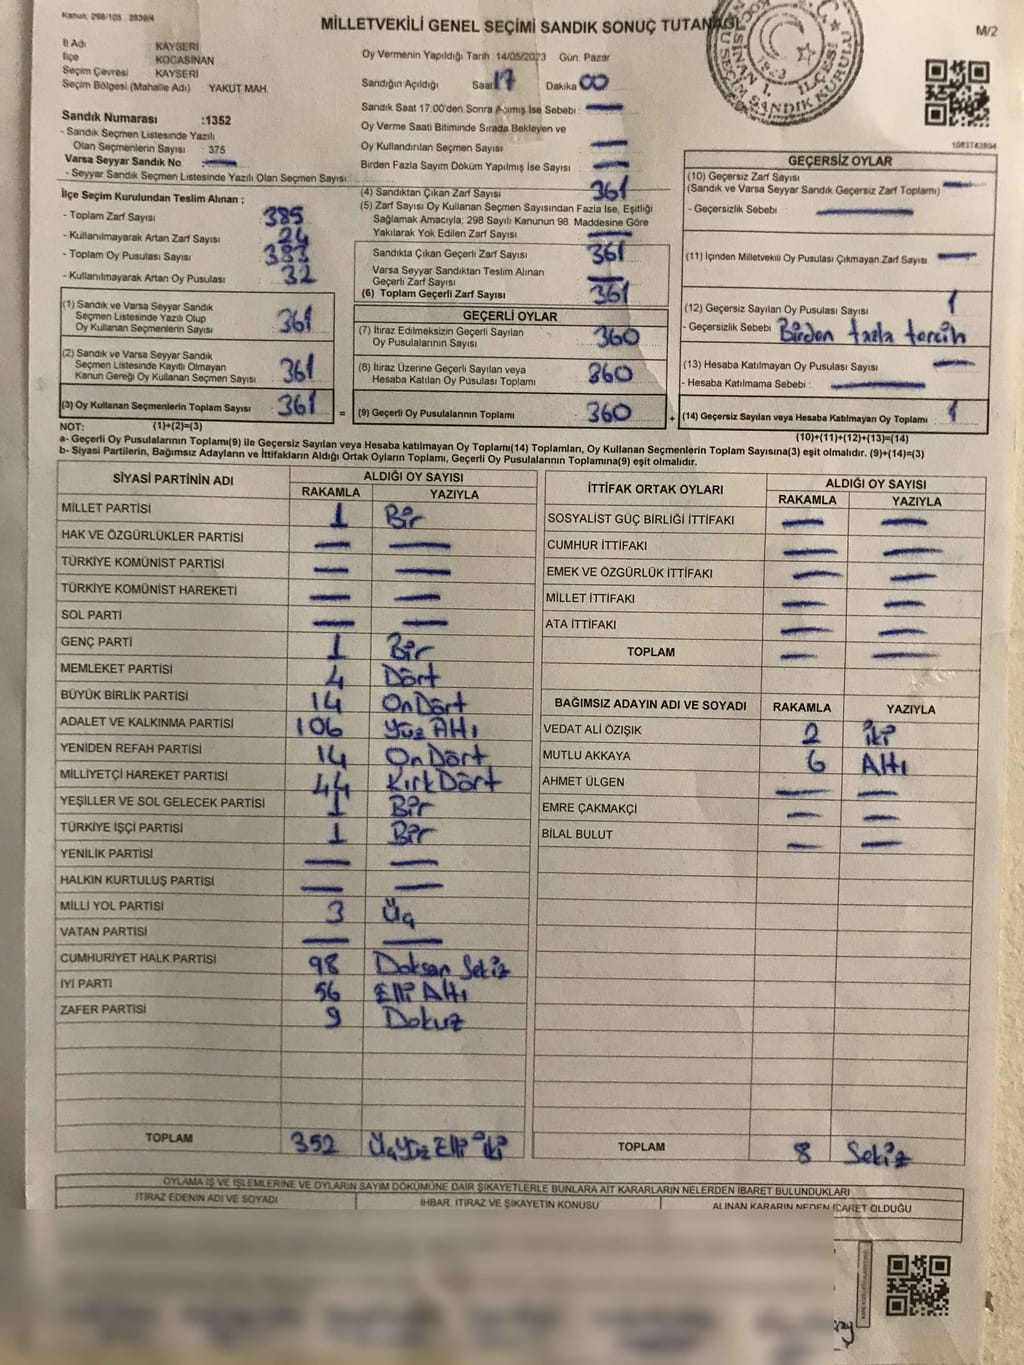 Kanun: 298/105 , 2839/4
MİLLETVEKİLİ GENEL SEÇİMİ SANDIK SONUÇ TUTANAĞI
M/2
İl Adı KAYSERİ
İlçe KOCASİNAN
Seçim Çevresi KAYSERİ
Seçim Bölgesi (Mahalle Adı) YAKUT MAH.
Oy Vermenin Yapıldığı Tarih 14/05/2023 Gün Pazar
Sandığın Açıldığı Saat 17 Dakika 00
Sandık Saat 17:00'den Sonra Açılmış İse Sebebi : —
Oy Verme Saati Bitiminde Sırada Bekleyen ve
Oy Kullandırılan Seçmen Sayısı : —
Birden Fazla Sayım Döküm Yapılmış İse Sayısı : —
Sandık Numarası :1352
- Sandık Seçmen Listesinde Yazılı
Olan Seçmenlerin Sayısı : 375
Varsa Seyyar Sandık No : —
- Seyyar Sandık Seçmen Listesinde Yazılı Olan Seçmen Sayısı:
İlçe Seçim Kurulundan Teslim Alınan ;
- Toplam Zarf Sayısı 385
- Kullanılmayarak Artan Zarf Sayısı 24
- Toplam Oy Pusulası Sayısı 383
- Kullanılmayarak Artan Oy Pusulası 32
(1) Sandık ve Varsa Seyyar Sandık
Seçmen Listesinde Yazılı Olup
Oy Kullanan Seçmenlerin Sayısı 361
(2) Sandık ve Varsa Seyyar Sandık
Seçmen Listesinde Kayıtlı Olmayan
Kanun Gereği Oy Kullanan Seçmen Sayısı 361
(3) Oy Kullanan Seçmenlerin Toplam Sayısı 361 =
(4) Sandıktan Çıkan Zarf Sayısı 361
(5) Zarf Sayısı Oy Kullanan Seçmen Sayısından Fazla İse, Eşitliği
Sağlamak Amacıyla, 298 Sayılı Kanunun 98. Maddesine Göre
Yakılarak Yok Edilen Zarf Sayısı —
Sandıkta Çıkan Geçerli Zarf Sayısı 361
Varsa Seyyar Sandıktan Teslim Alınan
Geçerli Zarf Sayısı —
(6) Toplam Geçerli Zarf Sayısı 361
GEÇERLİ OYLAR
(7) İtiraz Edilmeksizin Geçerli Sayılan
Oy Pusulalarının Sayısı 360
(8) İtiraz Üzerine Geçerli Sayılan veya
Hesaba Katılan Oy Pusulası Toplamı 360
(9) Geçerli Oy Pusulalarının Toplamı 360 +
1083742894
GEÇERSİZ OYLAR
(10) Geçersiz Zarf Sayısı
(Sandık ve Varsa Seyyar Sandık Geçersiz Zarf Toplamı) —
- Geçersizlik Sebebi : —
(11) İçinden Milletvekili Oy Pusulası Çıkmayan Zarf Sayısı —
(12) Geçersiz Sayılan Oy Pusulası Sayısı 1
- Geçersizlik Sebebi Birden fazla tercih
(13) Hesaba Katılmayan Oy Pusulası Sayısı —
- Hesaba Katılmama Sebebi : —
(14) Geçersiz Sayılan veya Hesaba Katılmayan Oy Toplamı 1
NOT: (1)+(2)=(3) (10)+(11)+(12)+(13)=(14)
a- Geçerli Oy Pusulalarının Toplamı(9) ile Geçersiz Sayılan veya Hesaba katılmayan Oy Toplamı(14) Toplamları, Oy Kullanan Seçmenlerin Toplam Sayısına(3) eşit olmalıdır. (9)+(14)=(3)
b- Siyasi Partilerin, Bağımsız Adayların ve İttifakların Aldığı Ortak Oyların Toplamı, Geçerli Oy Pusulalarının Toplamına(9) eşit olmalıdır.
SİYASİ PARTİNİN ADI ALDIĞI OY SAYISI
RAKAMLA YAZIYLA
MİLLET PARTİSİ 1 Bir
HAK VE ÖZGÜRLÜKLER PARTİSİ — —
TÜRKİYE KOMÜNİST PARTİSİ — —
TÜRKİYE KOMÜNİST HAREKETİ — —
SOL PARTİ — —
GENÇ PARTİ 1 Bir
MEMLEKET PARTİSİ 4 Dört
BÜYÜK BİRLİK PARTİSİ 14 OnDört
ADALET VE KALKINMA PARTİSİ 106 Yüz Altı
YENİDEN REFAH PARTİSİ 14 OnDört
MİLLİYETÇİ HAREKET PARTİSİ 44 KırkDört
YEŞİLLER VE SOL GELECEK PARTİSİ 1 Bir
TÜRKİYE İŞÇİ PARTİSİ 1 Bir
YENİLİK PARTİSİ — —
HALKIN KURTULUŞ PARTİSİ — —
MİLLİ YOL PARTİSİ 3 Üç
VATAN PARTİSİ — —
CUMHURİYET HALK PARTİSİ 98 Doksan Sekiz
İYİ PARTİ 56 Elli Altı
ZAFER PARTİSİ 9 Dokuz
TOPLAM 352 Üçyüz Elli iki
İTTİFAK ORTAK OYLARI ALDIĞI OY SAYISI
RAKAMLA YAZIYLA
SOSYALİST GÜÇ BİRLİĞİ İTTİFAKI — —
CUMHUR İTTİFAKI — —
EMEK VE ÖZGÜRLÜK İTTİFAKI — —
MİLLET İTTİFAKI — —
ATA İTTİFAKI — —
TOPLAM — —
BAĞIMSIZ ADAYIN ADI VE SOYADI RAKAMLA YAZIYLA
VEDAT ALİ ÖZIŞIK 2 iki
MUTLU AKKAYA 6 Altı
AHMET ÜLGEN — —
EMRE ÇAKMAKÇI — —
BİLAL BULUT — —
TOPLAM 8 Sekiz
OYLAMA İŞ VE İŞLEMLERİNE VE OYLARIN SAYIM DÖKÜMÜNE DAİR ŞİKAYETLERLE BUNLARA AİT KARARLARIN NELERDEN İBARET BULUNDUKLARI
İTİRAZ EDENİN ADI VE SOYADI İHBAR, İTİRAZ VE ŞİKAYETİN KONUSU ALINAN KARARIN NEDEN İBARET OLDUĞU